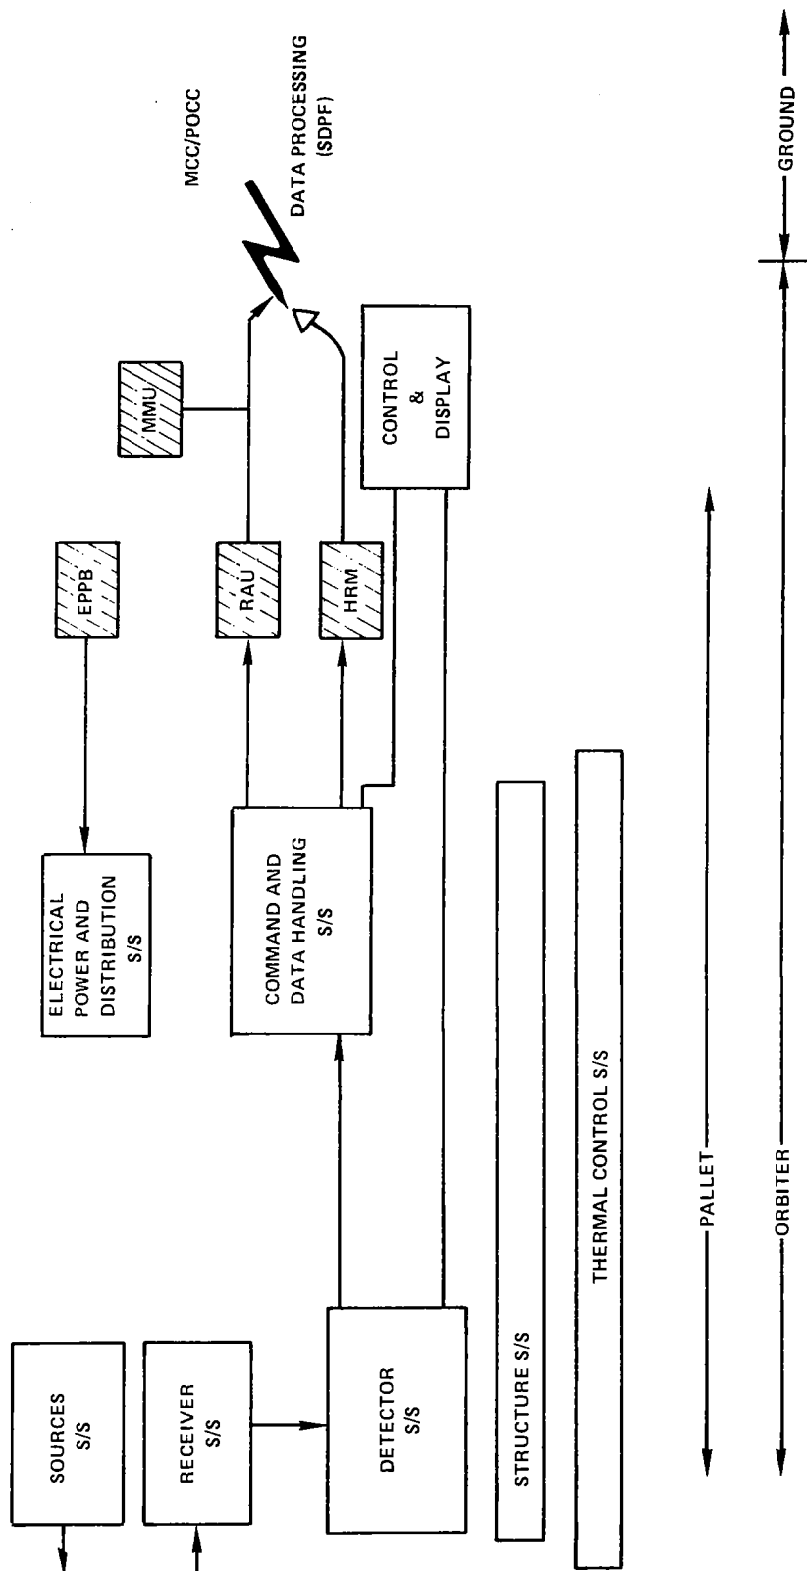 SOURCES
S/S
RECEIVER
S/S
DETECTOR
S/S
ELECTRICAL
POWER AND
DISTRIBUTION
S/S
COMMAND AND
DATA HANDLING
S/S
EPPB
RAU
HRM
MMU
CONTROL
&
DISPLAY
MCC/POCC
DATA PROCESSING
(SDPF)
STRUCTURE S/S
THERMAL CONTROL S/S
PALLET
ORBITER
GROUND